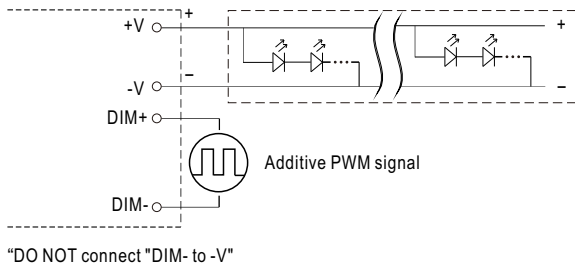 +V
+
+
-V
−
−
DIM+
Additive PWM signal
DIM-
“DO NOT connect "DIM- to -V"